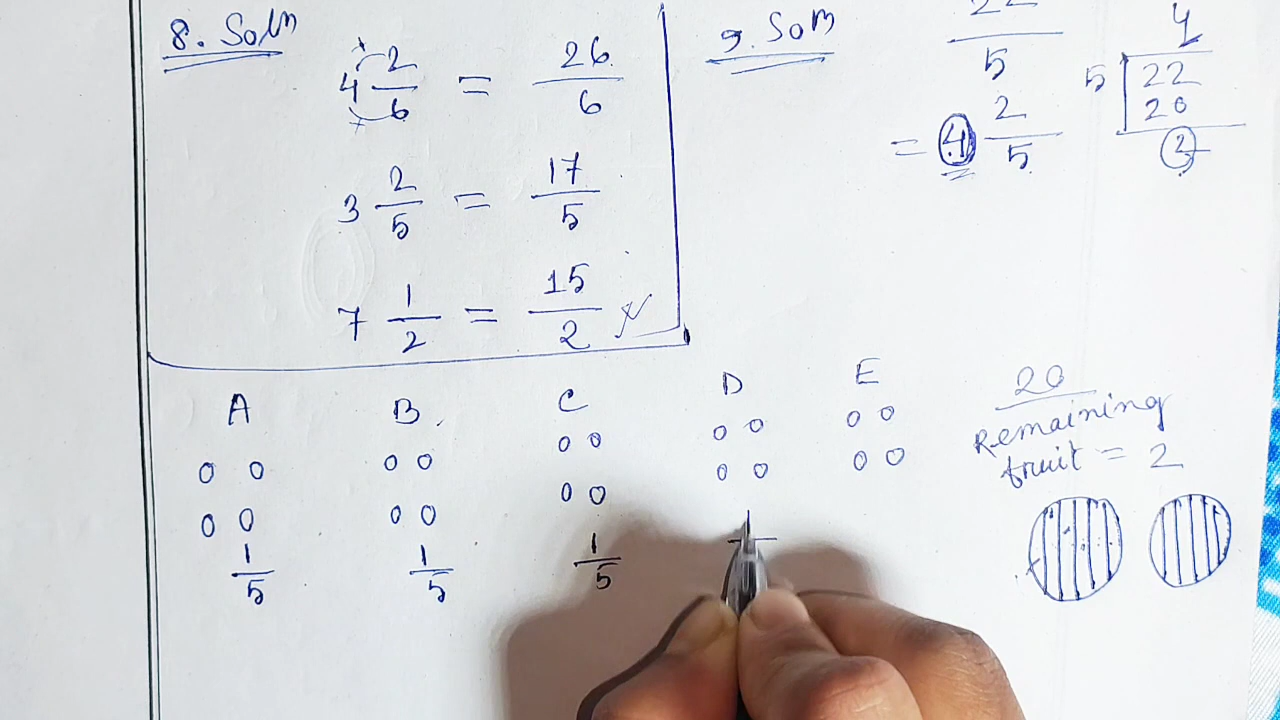 8. Soln
4 2/6 = 26/6
3 2/5 = 17/5
7 1/2 = 15/2
9. Soln
22/5
= 4 2/5
4
5 22
20
2
A B. C D E
20
Remaining
fruit = 2
1/5 1/5 1/5